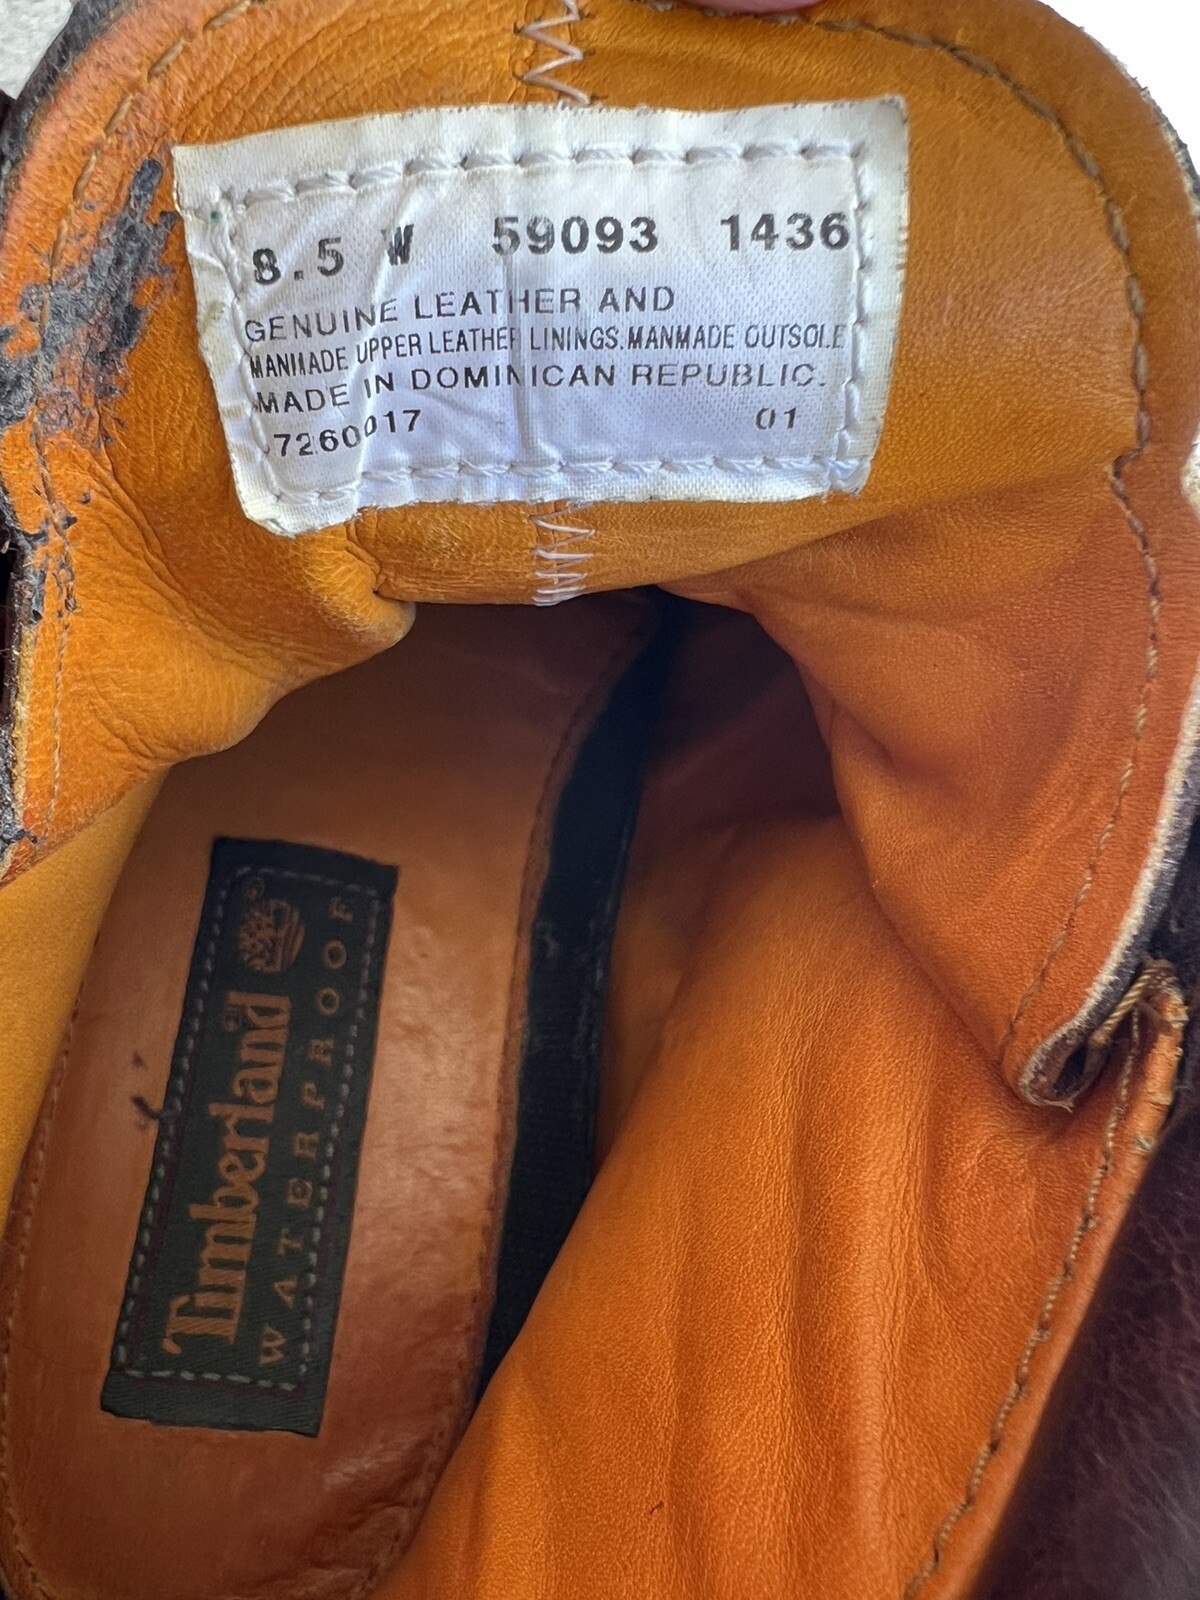 8.5 W 59093 1436
GENUINE LEATHER AND
MANMADE UPPER LEATHER LININGS.MANMADE OUTSOLE
MADE IN DOMINICAN REPUBLIC.
7260017 01
Timberland
WATERPROOF